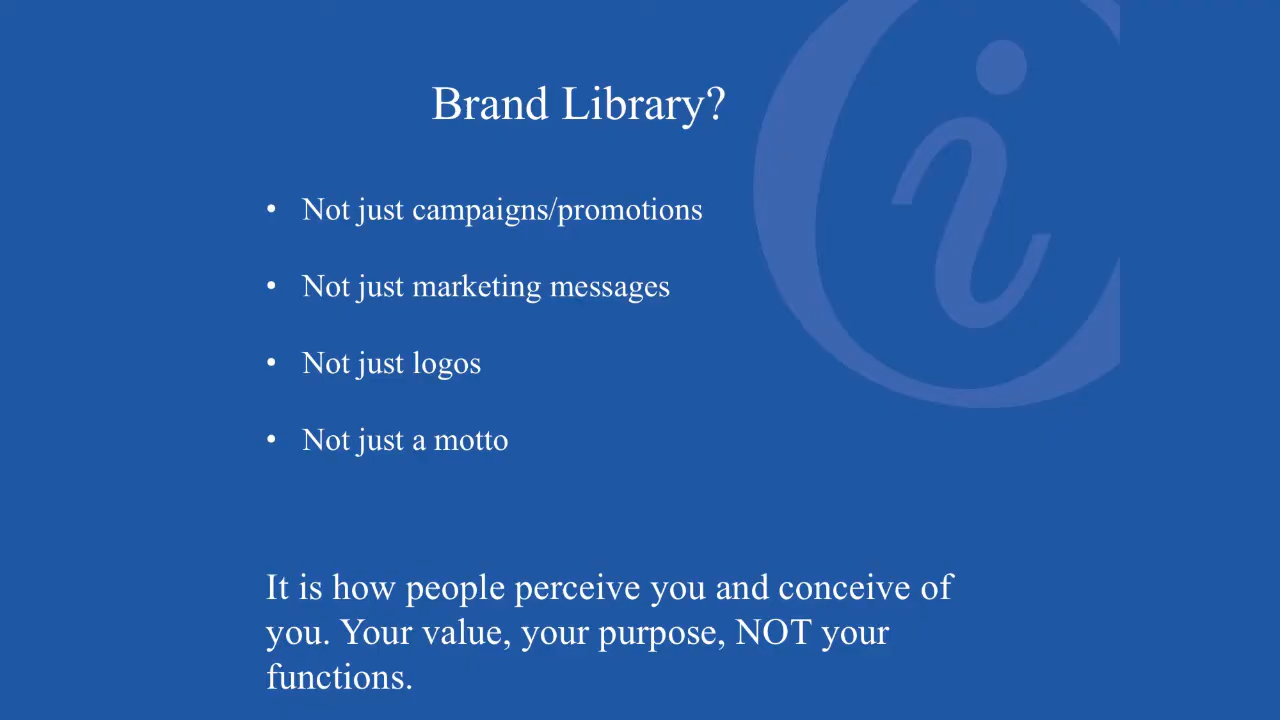 Brand Library?
• Not just campaigns/promotions
• Not just marketing messages
• Not just logos
• Not just a motto
It is how people perceive you and conceive of
you. Your value, your purpose, NOT your
functions.